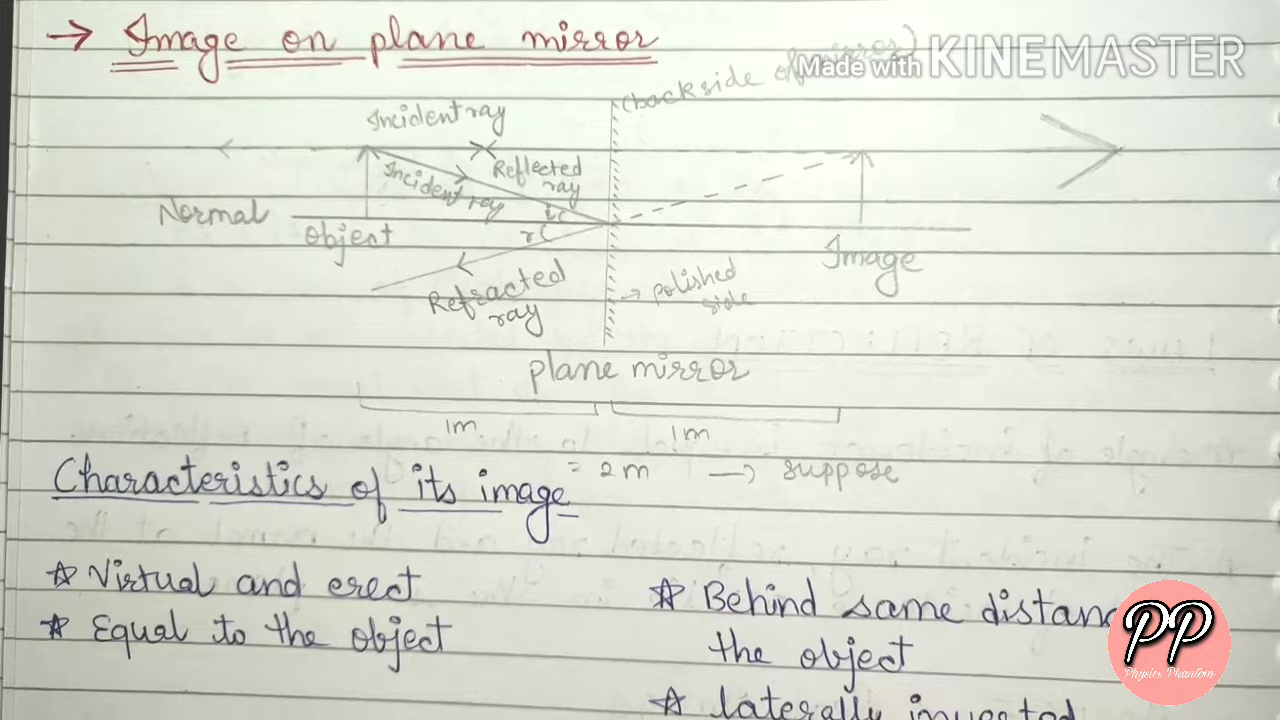 → Image on plane mirror
Made with KINEMASTER
(back side of mirror)
Incident ray
Reflected
ray
Incident ray
Normal
i
r
object
Image
Refracted
ray
→ polished
side
plane mirror
1m
1m
= 2m → suppose
Characteristics of its image
☆ Virtual and erect
☆ Equal to the object
☆ Behind same distanc
the object
☆ laterally inverted
PP
Physics Phantom